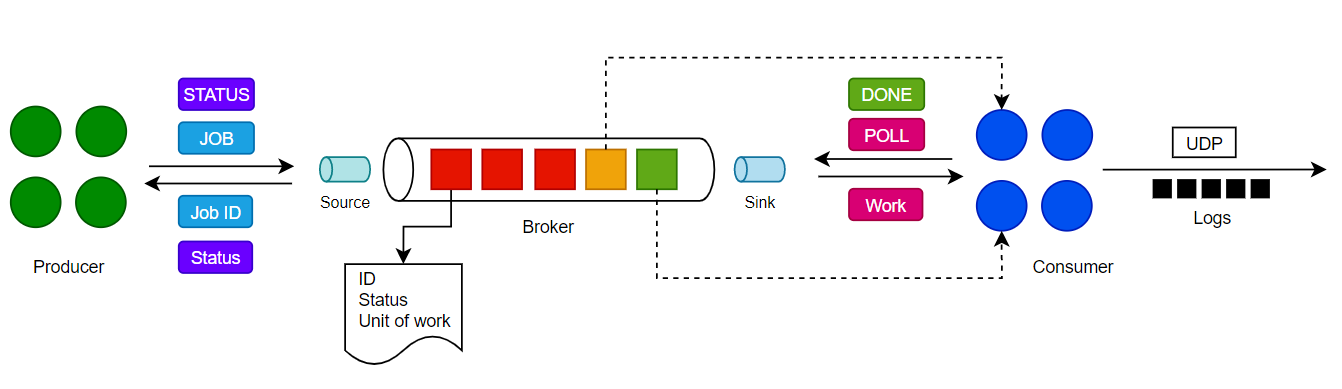 STATUS
JOB
Job ID
Status
Producer
Source
Broker
ID
Status
Unit of work
Sink
DONE
POLL
Work
Consumer
UDP
Logs